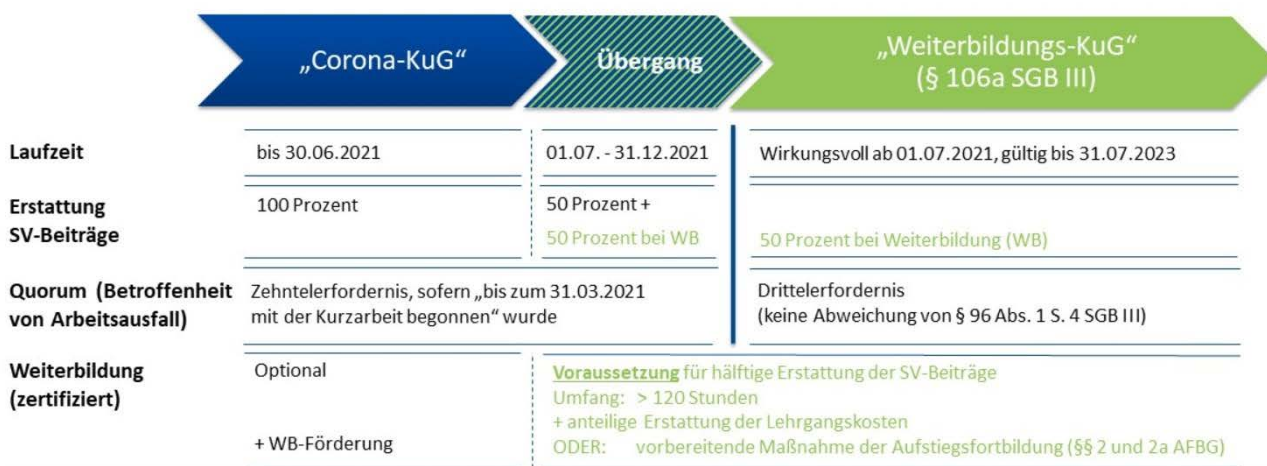 „Corona-KuG“
Übergang
„Weiterbildungs-KuG“
(§ 106a SGB III)
Laufzeit
bis 30.06.2021
01.07. - 31.12.2021
Wirkungsvoll ab 01.07.2021, gültig bis 31.07.2023
Erstattung
SV-Beiträge
100 Prozent
50 Prozent +
50 Prozent bei WB
50 Prozent bei Weiterbildung (WB)
Quorum (Betroffenheit
von Arbeitsausfall)
Zehntelerfordernis, sofern „bis zum 31.03.2021
mit der Kurzarbeit begonnen“ wurde
Drittelerfordernis
(keine Abweichung von § 96 Abs. 1 S. 4 SGB III)
Weiterbildung
(zertifiziert)
Optional
+ WB-Förderung
Voraussetzung für hälftige Erstattung der SV-Beiträge
Umfang: > 120 Stunden
+ anteilige Erstattung der Lehrgangskosten
ODER: vorbereitende Maßnahme der Aufstiegsfortbildung (§§ 2 und 2a AFBG)